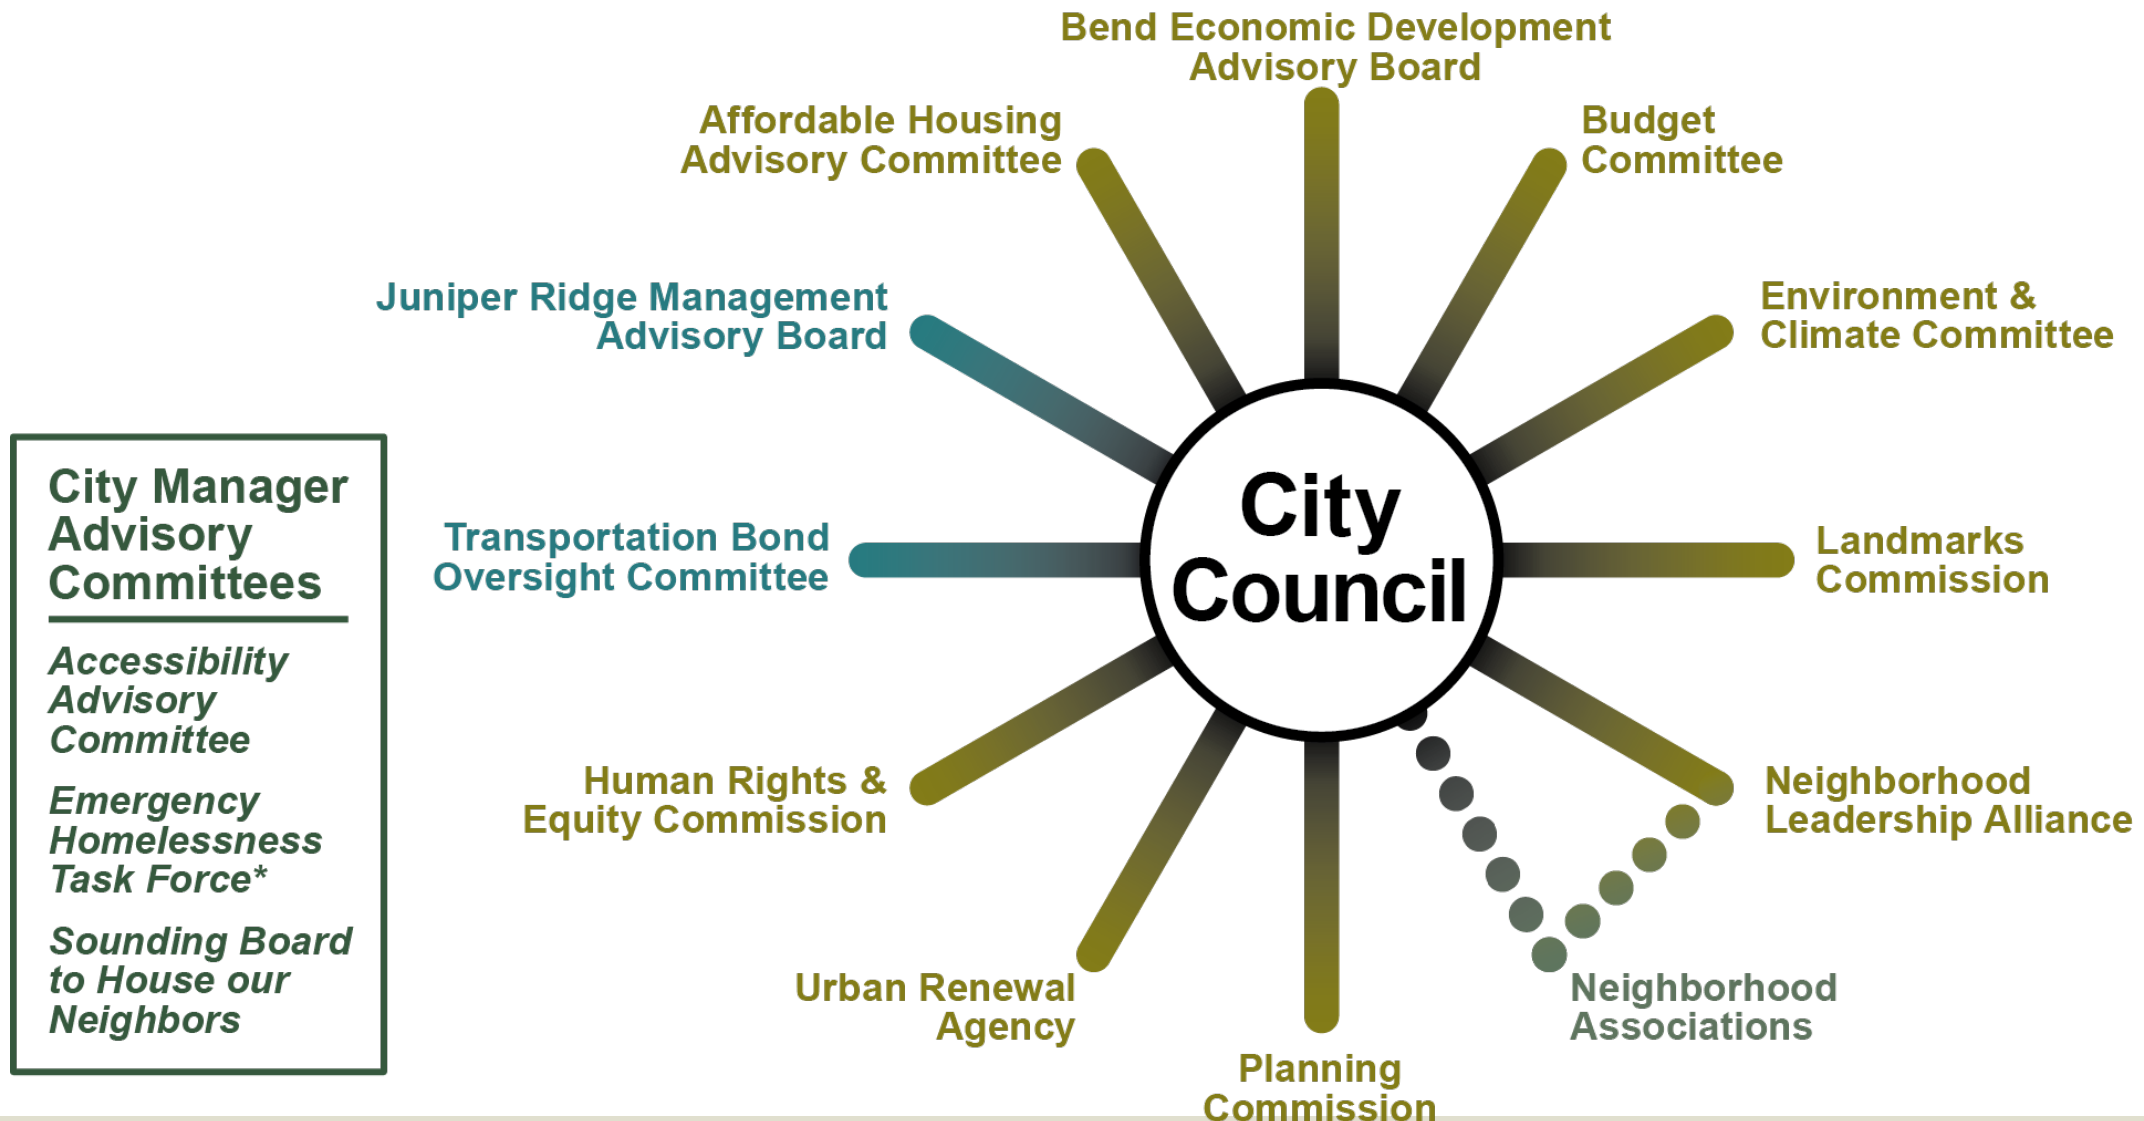 Bend Economic Development
Advisory Board
Affordable Housing
Advisory Committee
Budget
Committee
Juniper Ridge Management
Advisory Board
Environment &
Climate Committee
City Manager
Advisory
Committees
Accessibility
Advisory
Committee
Emergency
Homelessness
Task Force*
Sounding Board
to House our
Neighbors
Transportation Bond
Oversight Committee
City
Council
Landmarks
Commission
Human Rights &
Equity Commission
Neighborhood
Leadership Alliance
Urban Renewal
Agency
Neighborhood
Associations
Planning
Commission